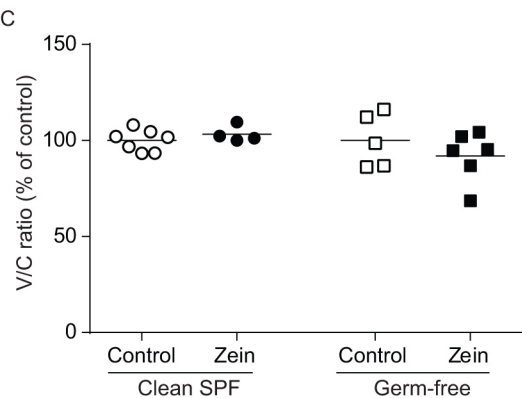 C
V/C ratio (% of control)
150
100
50
0
Control Zein Control Zein
Clean SPF Germ-free